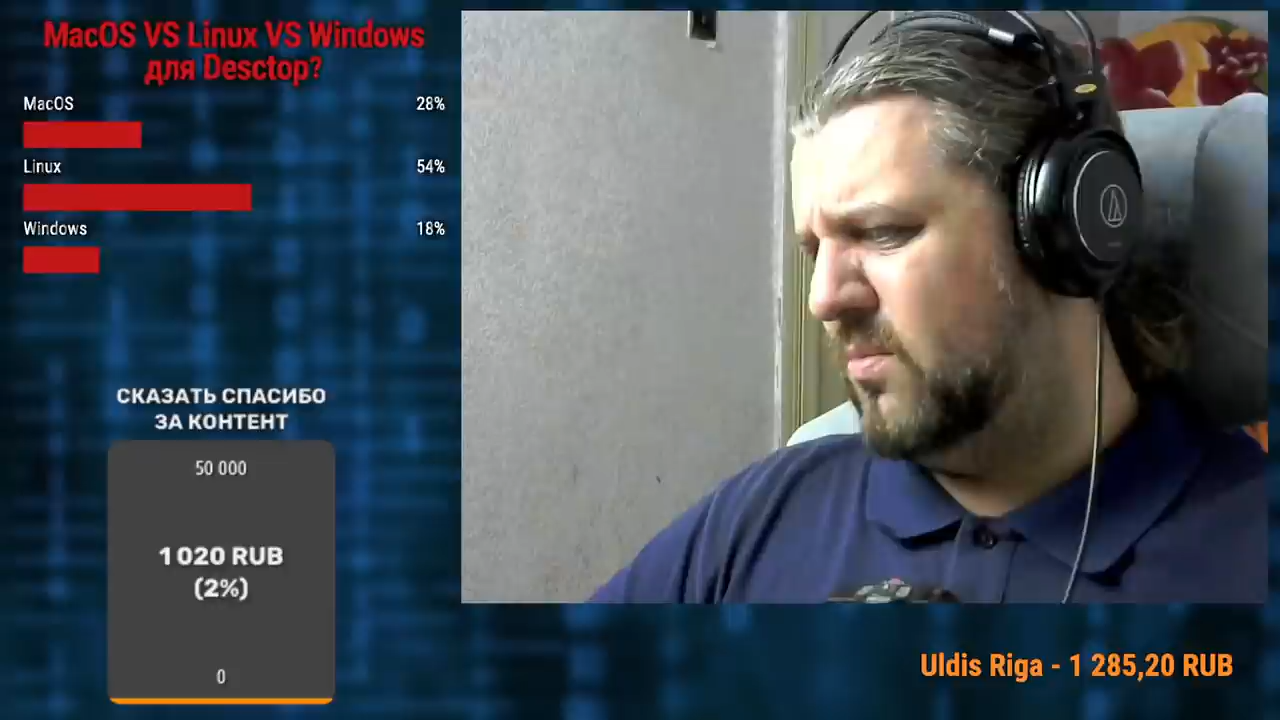 MacOS VS Linux VS Windows
для Desctop?
MacOS 28%
Linux 54%
Windows 18%
СКАЗАТЬ СПАСИБО
ЗА КОНТЕНТ
50 000
1 020 RUB
(2%)
0
Uldis Riga - 1 285,20 RUB